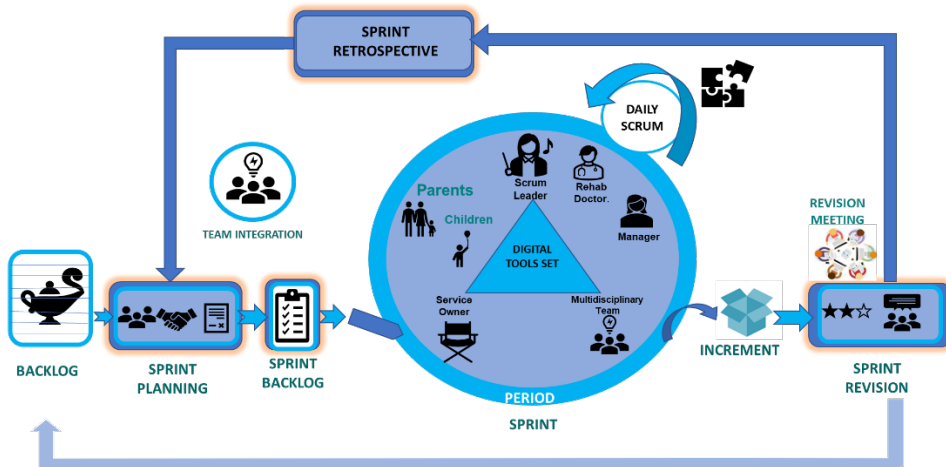 SPRINT
RETROSPECTIVE
DAILY
SCRUM
TEAM INTEGRATION
Parents
Children
Scrum
Leader
Rehab
Doctor.
Manager
REVISION
MEETING
DIGITAL
TOOLS SET
Service
Owner
Multidisciplinary
Team
BACKLOG
SPRINT
PLANNING
SPRINT
BACKLOG
INCREMENT
SPRINT
REVISION
PERIOD
SPRINT